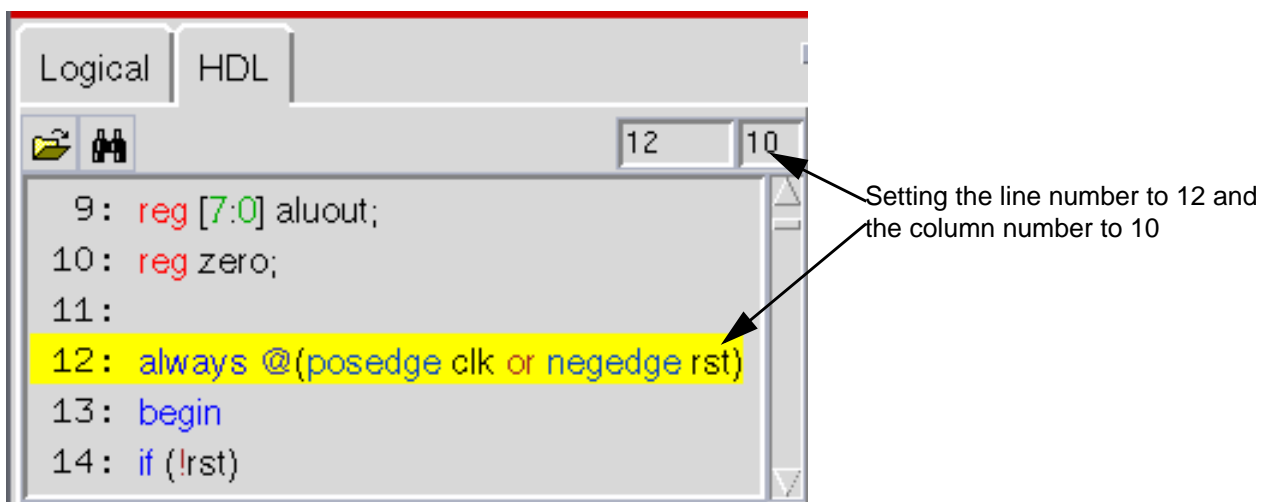 Logical HDL
12 10
9: reg [7:0] aluout;
10: reg zero;
11:
12: always @(posedge clk or negedge rst)
13: begin
14: if (!rst)
Setting the line number to 12 and
the column number to 10